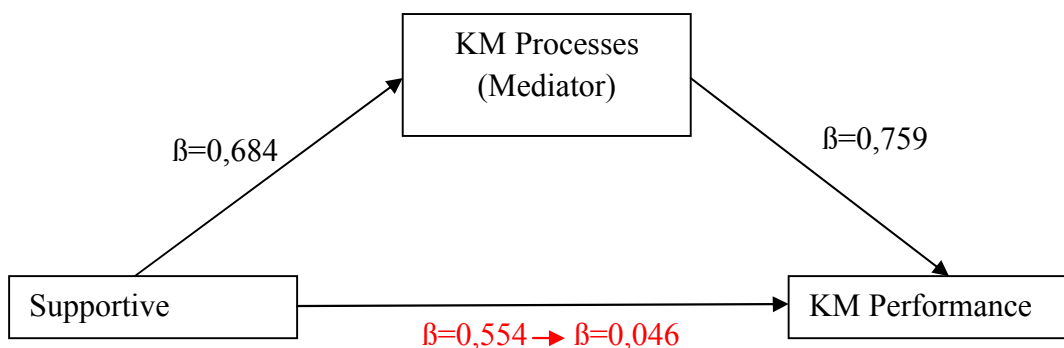 KM Processes
(Mediator)
ß=0,684
ß=0,759
Supportive
KM Performance
ß=0,554 → ß=0,046